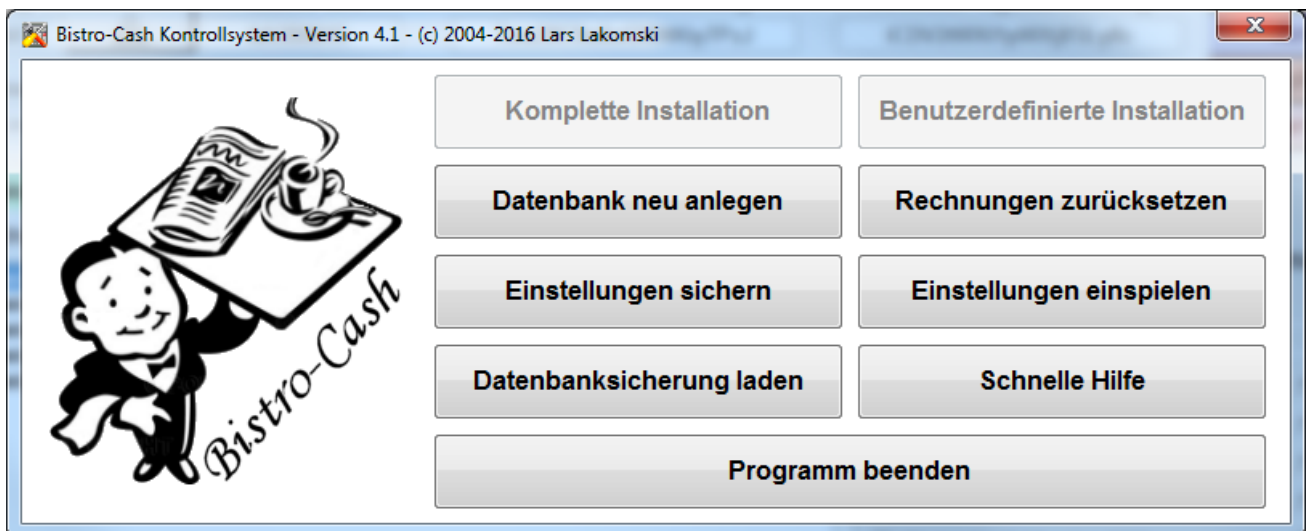 Bistro-Cash Kontrollsystem - Version 4.1 - (c) 2004-2016 Lars Lakomski
Komplette Installation
Benutzerdefinierte Installation
Datenbank neu anlegen
Rechnungen zurücksetzen
Einstellungen sichern
Einstellungen einspielen
Datenbanksicherung laden
Schnelle Hilfe
Programm beenden
Bistro-Cash